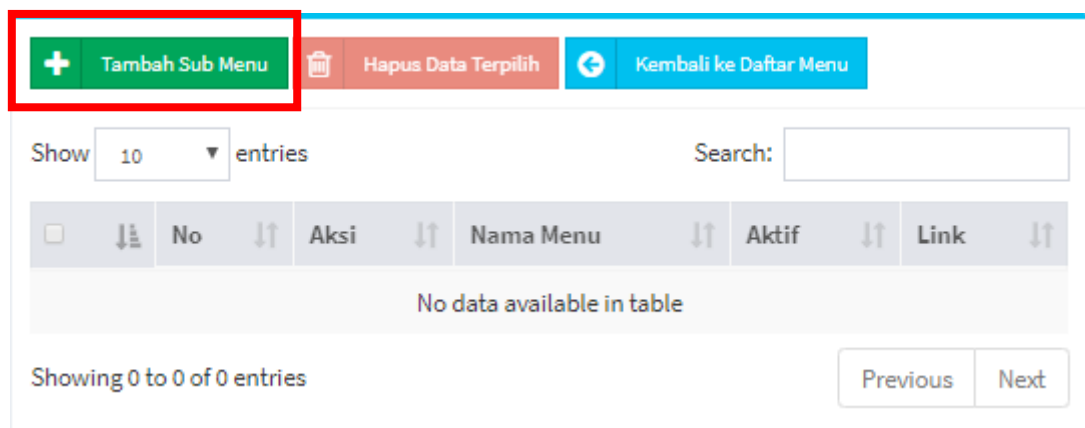 Tambah Sub Menu Hapus Data Terpilih Kembali ke Daftar Menu
Show 10 entries Search:
No Aksi Nama Menu Aktif Link
No data available in table
Showing 0 to 0 of 0 entries Previous Next